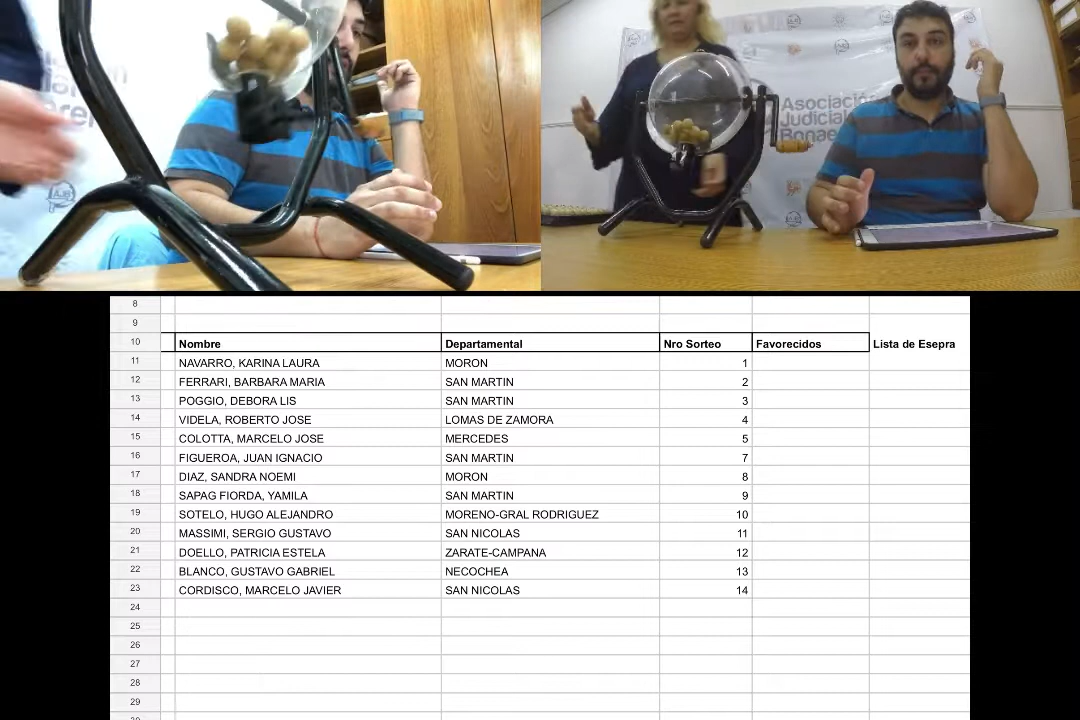 Asociación
Judicial
Bonae
AJB
8
9
10 Nombre Departamental Nro Sorteo Favorecidos Lista de Esepra
11 NAVARRO, KARINA LAURA MORON 1
12 FERRARI, BARBARA MARIA SAN MARTIN 2
13 POGGIO, DEBORA LIS SAN MARTIN 3
14 VIDELA, ROBERTO JOSE LOMAS DE ZAMORA 4
15 COLOTTA, MARCELO JOSE MERCEDES 5
16 FIGUEROA, JUAN IGNACIO SAN MARTIN 7
17 DIAZ, SANDRA NOEMI MORON 8
18 SAPAG FIORDA, YAMILA SAN MARTIN 9
19 SOTELO, HUGO ALEJANDRO MORENO-GRAL RODRIGUEZ 10
20 MASSIMI, SERGIO GUSTAVO SAN NICOLAS 11
21 DOELLO, PATRICIA ESTELA ZARATE-CAMPANA 12
22 BLANCO, GUSTAVO GABRIEL NECOCHEA 13
23 CORDISCO, MARCELO JAVIER SAN NICOLAS 14
24
25
26
27
28
29